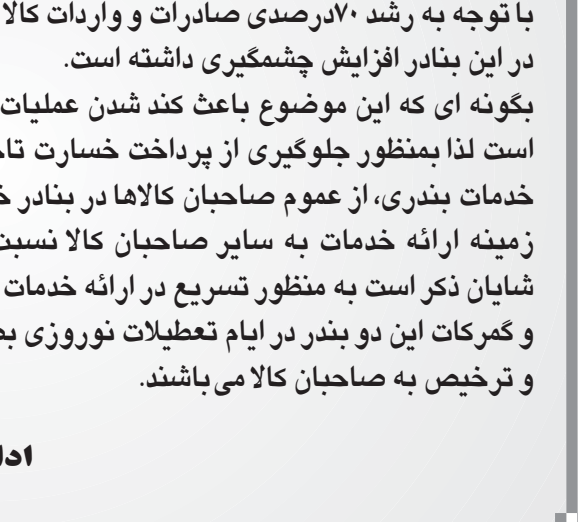 با توجه به رشد ۷۰درصدی صادرات و واردات کالا
در این بنادر افزایش چشمگیری داشته است.
بگونه ای که این موضوع باعث کند شدن عملیات
است لذا بمنظور جلوگیری از پرداخت خسارت
خدمات بندری، از عموم صاحبان کالاها در بنادر
زمینه ارائه خدمات به سایر صاحبان کالا
شایان ذکر است به منظور تسریع در ارائه خدمات
و گمرکات این دو بندر در ایام تعطیلات نوروزی
و ترخیص به صاحبان کالا می باشند.